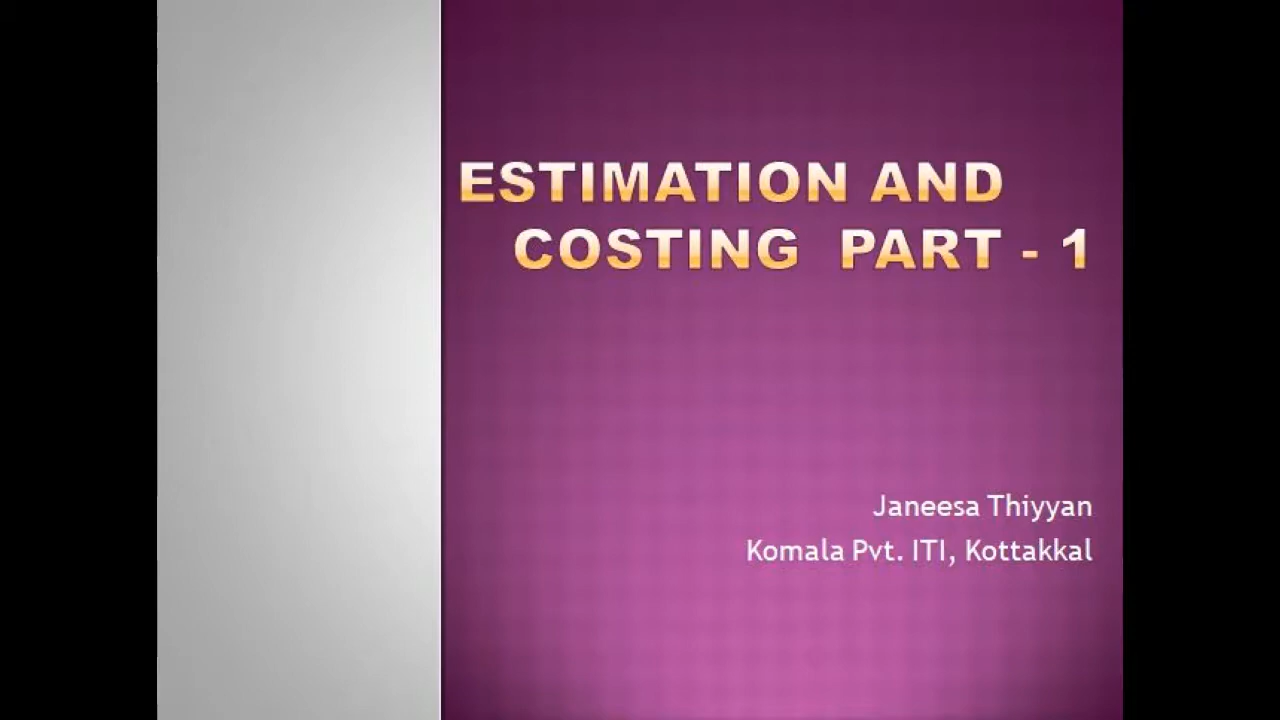 ESTIMATION AND
COSTING PART - 1
Janeesa Thiyyan
Komala Pvt. ITI, Kottakkal